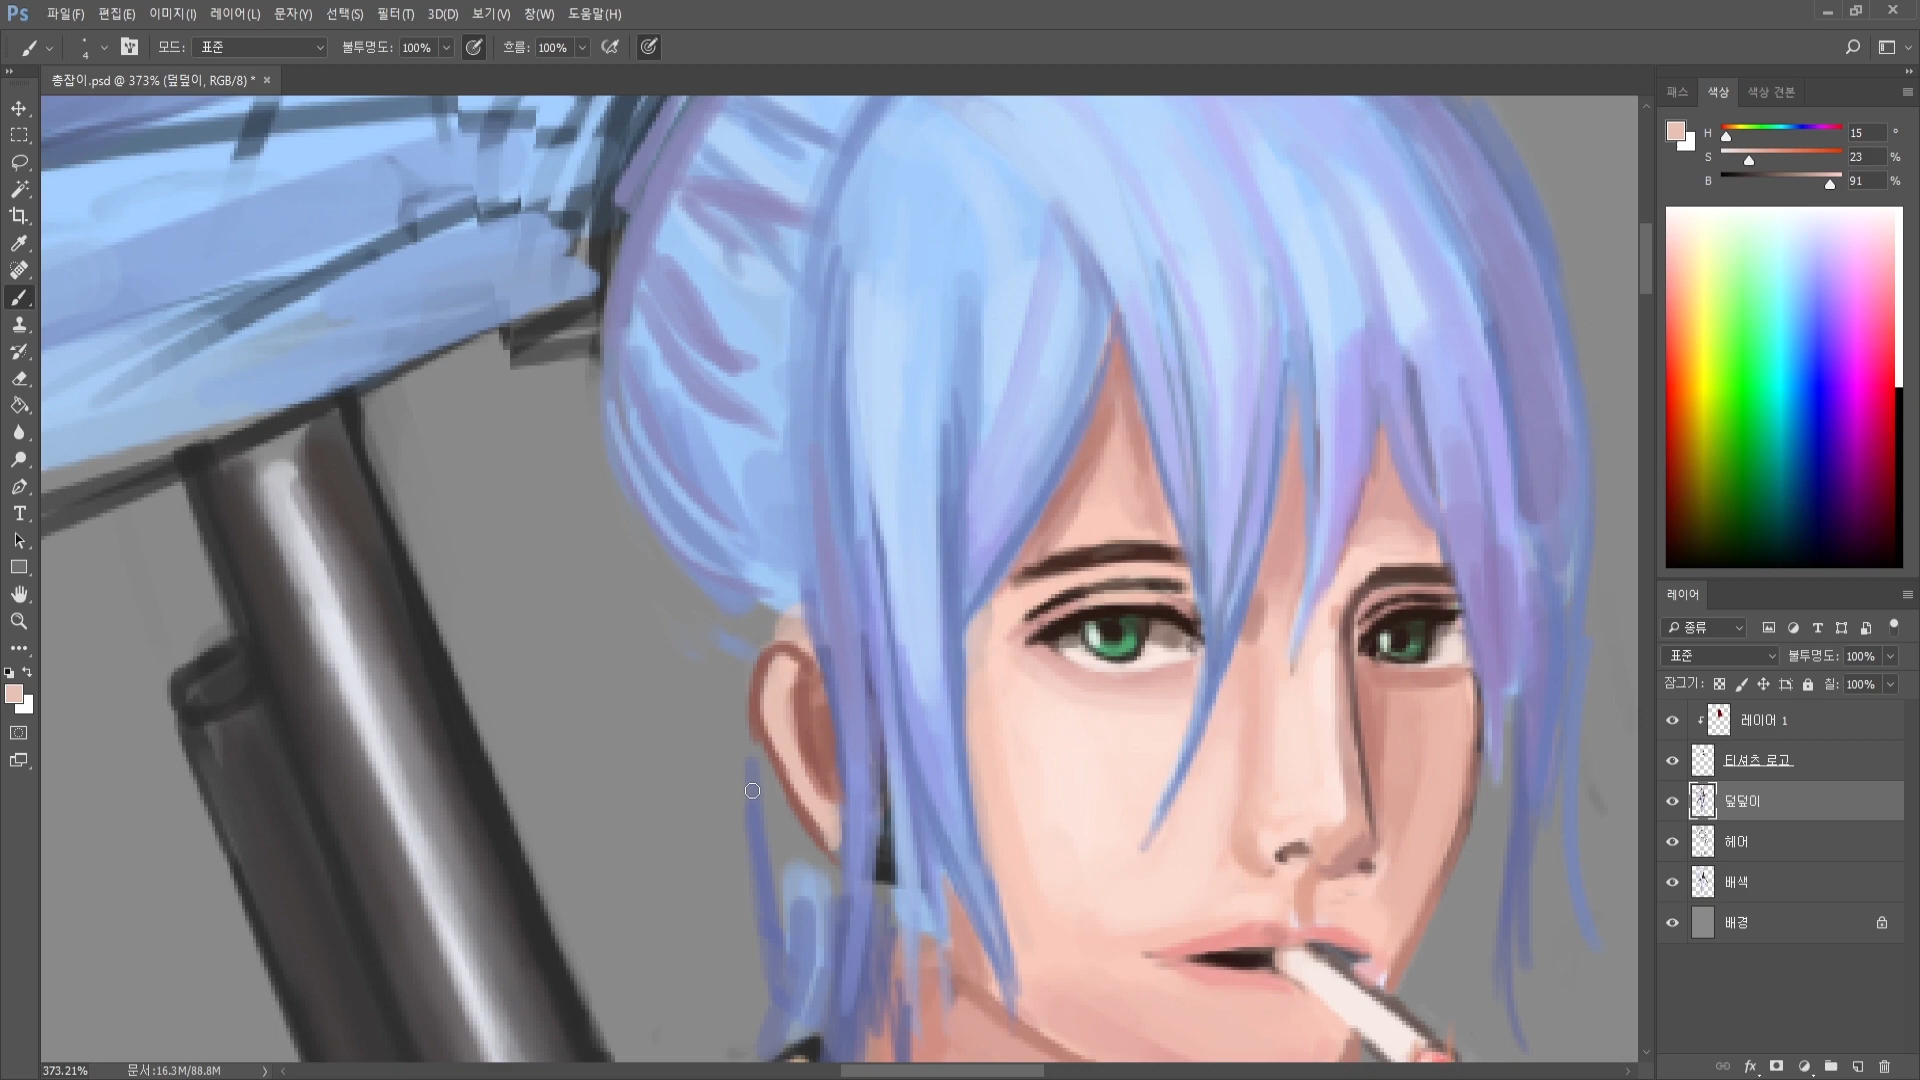 Ps 파일(F) 편집(E) 이미지(I) 레이어(L) 문자(Y) 선택(S) 필터(T) 3D(D) 보기(V) 창(W) 도움말(H)
4 모드: 표준 불투명도: 100% 흐름: 100%
총잡이.psd @ 373% (덮덮이, RGB/8) *
패스 색상 색상 견본
H 15 °
S 23 %
B 91 %
레이어
종류
표준 불투명도: 100%
잠그기: 칠: 100%
레이어 1
티셔츠 로고
덮덮이
헤어
배색
배경
373.21% 문서:16.3M/88.8M